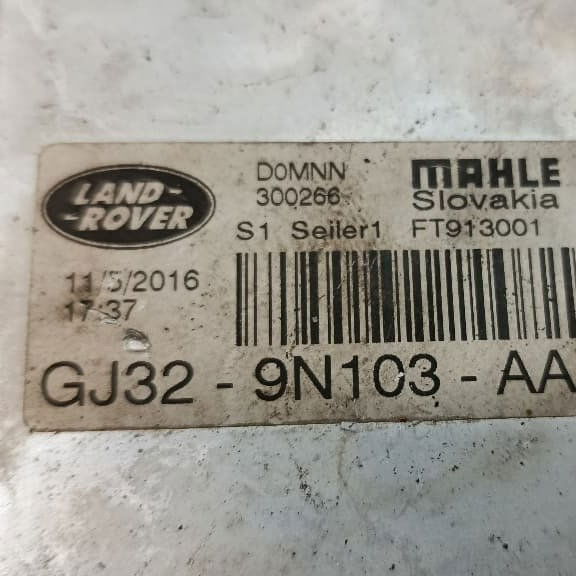 LAND-
-ROVER
D0MNN
300266
MAHLE
Slovakia
S1 Seiler1 FT913001
11/5/2016
17:37
GJ32 - 9N103 - AA